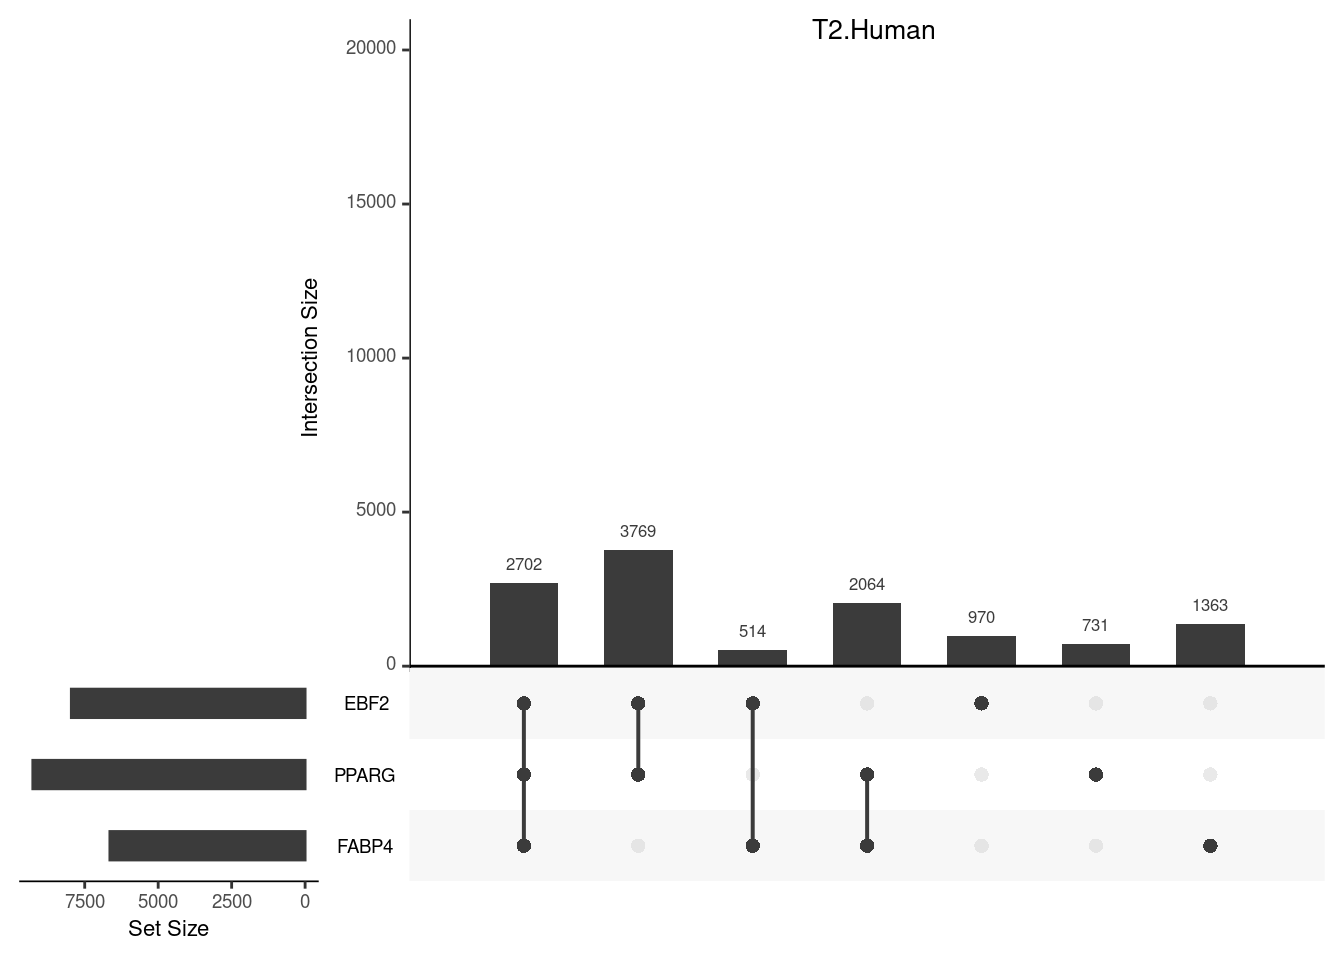 T2.Human
20000
15000
10000
5000
0
Intersection Size
2702
3769
514
2064
970
731
1363
EBF2
PPARG
FABP4
7500 5000 2500 0
Set Size